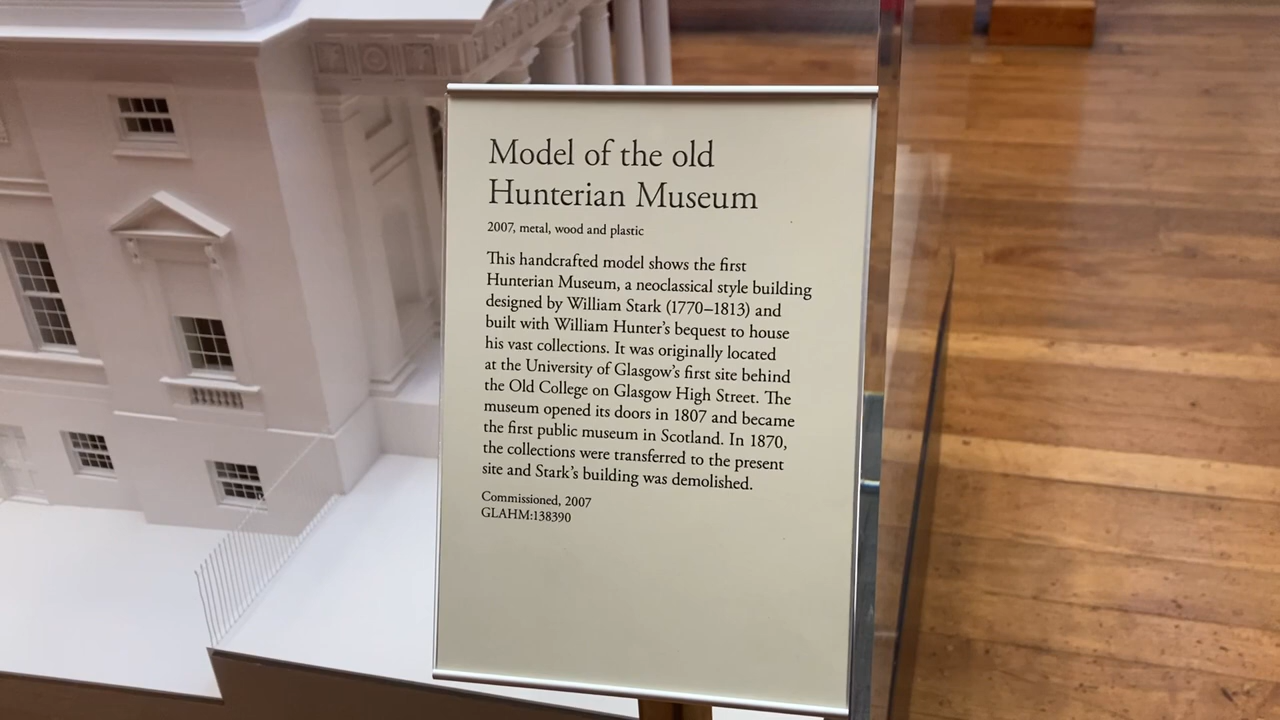 Model of the old
Hunterian Museum
2007, metal, wood and plastic
This handcrafted model shows the first
Hunterian Museum, a neoclassical style building
designed by William Stark (1770–1813) and
built with William Hunter's bequest to house
his vast collections. It was originally located
at the University of Glasgow's first site behind
the Old College on Glasgow High Street. The
museum opened its doors in 1807 and became
the first public museum in Scotland. In 1870,
the collections were transferred to the present
site and Stark's building was demolished.
Commissioned, 2007
GLAHM:138390